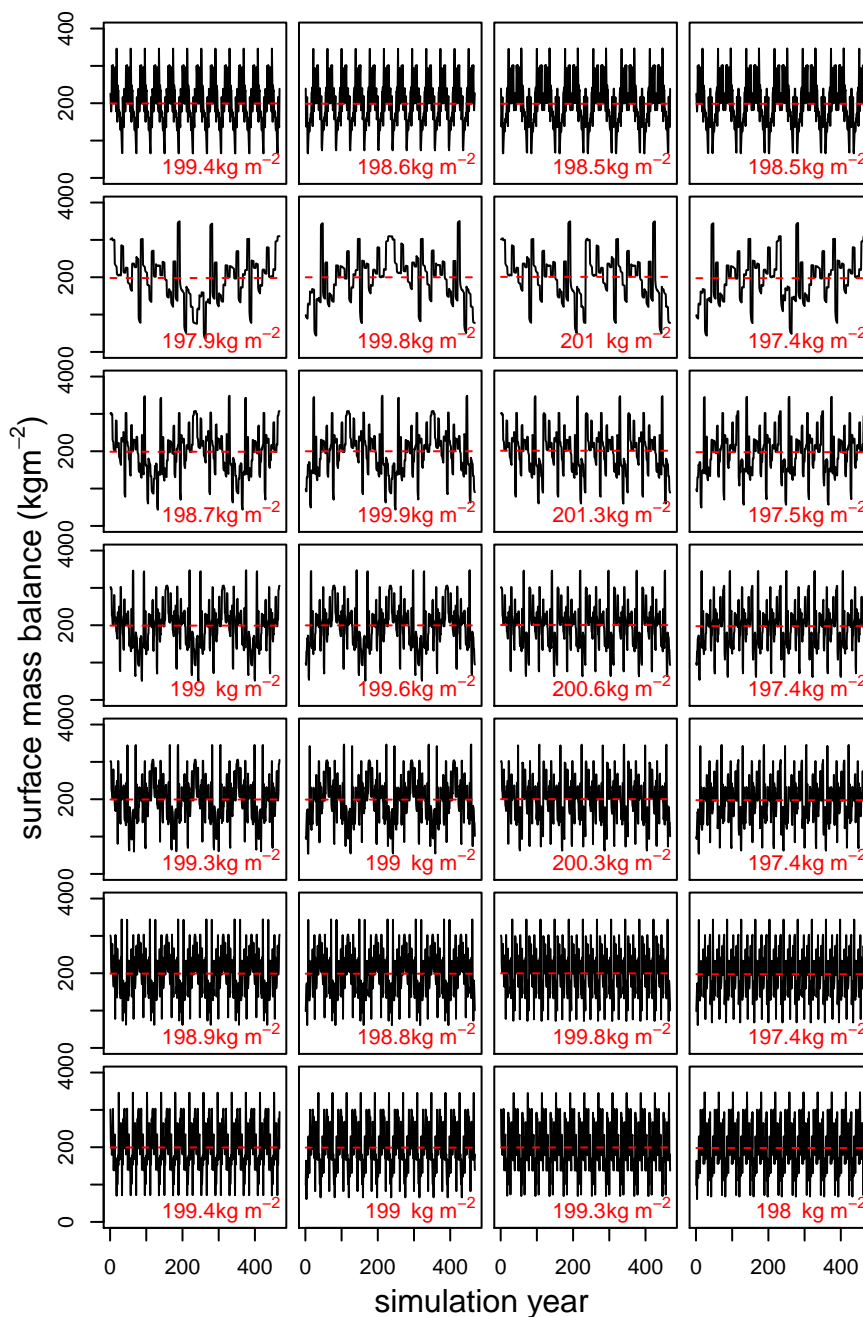 400
200
199.4kg m−2
198.6kg m−2
198.5kg m−2
198.5kg m−2
0
400
200
197.9kg m−2
199.8kg m−2
201 kg m−2
197.4kg m−2
0
400
200
198.7kg m−2
199.9kg m−2
201.3kg m−2
197.5kg m−2
0
400
200
199 kg m−2
199.6kg m−2
200.6kg m−2
197.4kg m−2
0
400
200
199.3kg m−2
199 kg m−2
200.3kg m−2
197.4kg m−2
0
400
200
198.9kg m−2
198.8kg m−2
199.8kg m−2
197.4kg m−2
0
400
200
199.4kg m−2
199 kg m−2
199.3kg m−2
198 kg m−2
0
surface mass balance (kgm−2)
0 200 400 0 200 400 0 200 400 0 200 400
simulation year